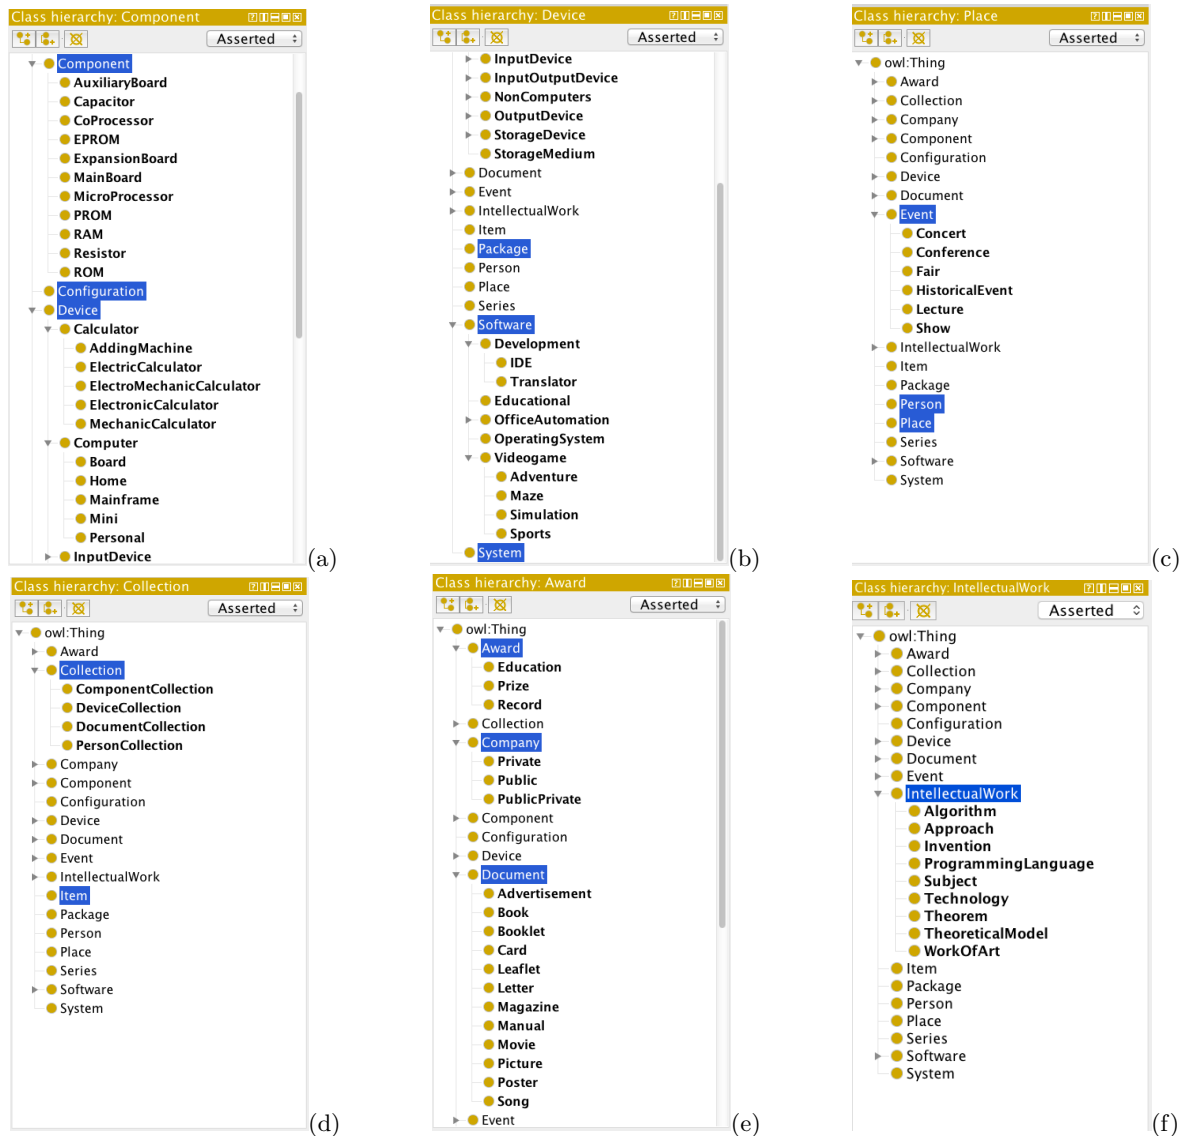 Class hierarchy: Component
Asserted
Component
AuxiliaryBoard
Capacitor
CoProcessor
EPROM
ExpansionBoard
MainBoard
MicroProcessor
PROM
RAM
Resistor
ROM
Configuration
Device
Calculator
AddingMachine
ElectricCalculator
ElectroMechanicCalculator
ElectronicCalculator
MechanicCalculator
Computer
Board
Home
Mainframe
Mini
Personal
InputDevice
(a)
Class hierarchy: Device
Asserted
InputDevice
InputOutputDevice
NonComputers
OutputDevice
StorageDevice
StorageMedium
Document
Event
IntellectualWork
Item
Package
Person
Place
Series
Software
Development
IDE
Translator
Educational
OfficeAutomation
OperatingSystem
Videogame
Adventure
Maze
Simulation
Sports
System
(b)
Class hierarchy: Place
Asserted
owl:Thing
Award
Collection
Company
Component
Configuration
Device
Document
Event
Concert
Conference
Fair
HistoricalEvent
Lecture
Show
IntellectualWork
Item
Package
Person
Place
Series
Software
System
(c)
Class hierarchy: Collection
Asserted
owl:Thing
Award
Collection
ComponentCollection
DeviceCollection
DocumentCollection
PersonCollection
Company
Component
Configuration
Device
Document
Event
IntellectualWork
Item
Package
Person
Place
Series
Software
System
(d)
Class hierarchy: Award
Asserted
owl:Thing
Award
Education
Prize
Record
Collection
Company
Private
Public
PublicPrivate
Component
Configuration
Device
Document
Advertisement
Book
Booklet
Card
Leaflet
Letter
Magazine
Manual
Movie
Picture
Poster
Song
Event
(e)
Class hierarchy: IntellectualWork
Asserted
owl:Thing
Award
Collection
Company
Component
Configuration
Device
Document
Event
IntellectualWork
Algorithm
Approach
Invention
ProgrammingLanguage
Subject
Technology
Theorem
TheoreticalModel
WorkOfArt
Item
Package
Person
Place
Series
Software
System
(f)